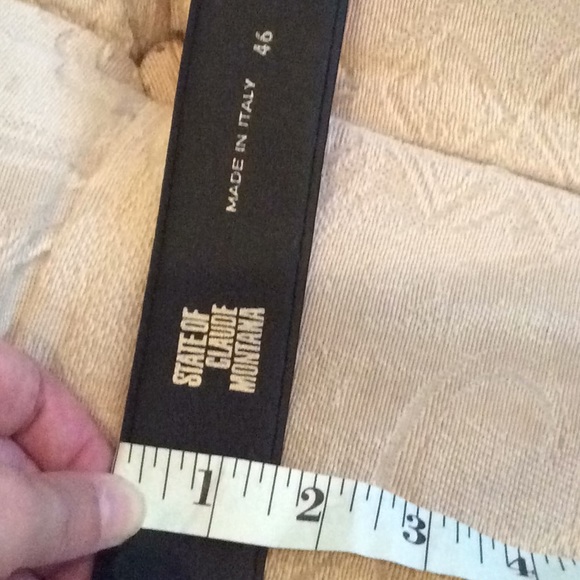 MADE IN ITALY 46
STATE OF
CLAUDE
MONTANA
1 2 3 4